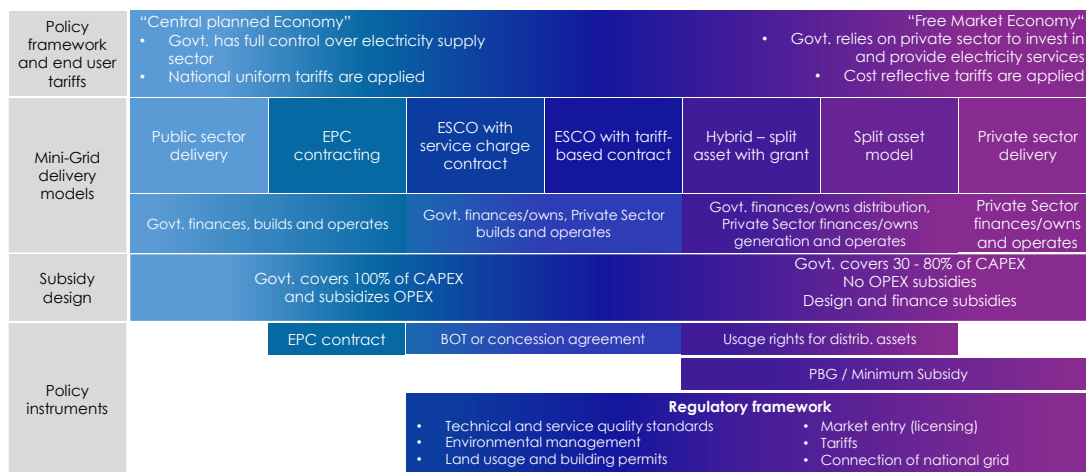 Policy
framework
and end user
tariffs
“Central planned Economy”
• Govt. has full control over electricity supply
sector
• National uniform tariffs are applied
“Free Market Economy”
• Govt. relies on private sector to invest in
and provide electricity services
• Cost reflective tariffs are applied
Mini-Grid
delivery
models
Public sector
delivery
EPC
contracting
ESCO with
service charge
contract
ESCO with tariff-
based contract
Hybrid – split
asset with grant
Split asset
model
Private sector
delivery
Govt. finances, builds and operates
Govt. finances/owns, Private Sector
builds and operates
Govt. finances/owns distribution,
Private Sector finances/owns
generation and operates
Private Sector
finances/owns
and operates
Subsidy
design
Govt. covers 100% of CAPEX
and subsidizes OPEX
Govt. covers 30 - 80% of CAPEX
No OPEX subsidies
Design and finance subsidies
Policy
instruments
EPC contract
BOT or concession agreement
Usage rights for distrib. assets
PBG / Minimum Subsidy
Regulatory framework
• Technical and service quality standards
• Environmental management
• Land usage and building permits
• Market entry (licensing)
• Tariffs
• Connection of national grid